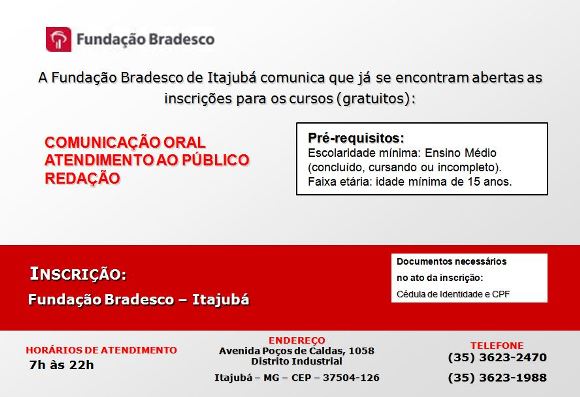 Fundação Bradesco
A Fundação Bradesco de Itajubá comunica que já se encontram abertas as
inscrições para os cursos (gratuitos):
COMUNICAÇÃO ORAL
ATENDIMENTO AO PÚBLICO
REDAÇÃO
Pré-requisitos:
Escolaridade mínima: Ensino Médio
(concluído, cursando ou incompleto).
Faixa etária: idade mínima de 15 anos.
INSCRIÇÃO:
Fundação Bradesco – Itajubá
Documentos necessários
no ato da inscrição:
Cédula de Identidade e CPF
HORÁRIOS DE ATENDIMENTO
7h às 22h
ENDEREÇO
Avenida Poços de Caldas, 1058
Distrito Industrial
Itajubá – MG – CEP – 37504-126
TELEFONE
(35) 3623-2470
(35) 3623-1988